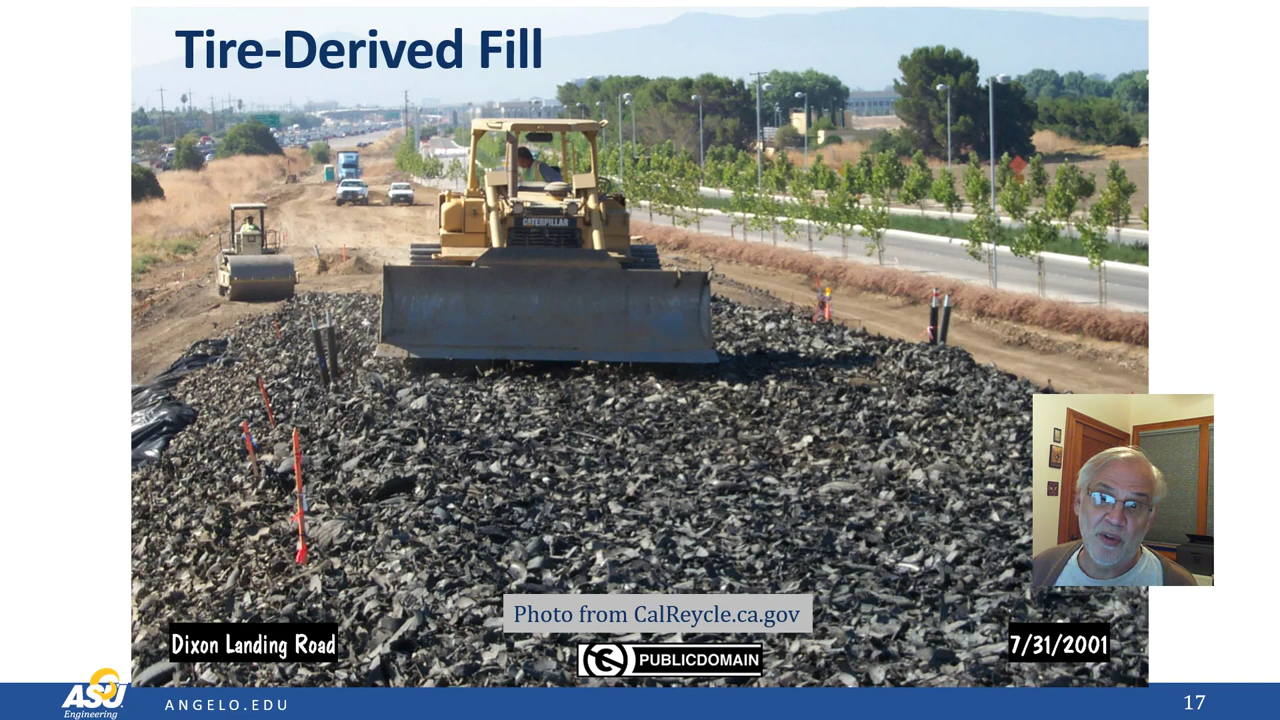 Tire-Derived Fill
CATERPILLAR
Photo from CalReycle.ca.gov
Dixon Landing Road
7/31/2001
PUBLICDOMAIN
ASU
Engineering
ANGELO.EDU
17